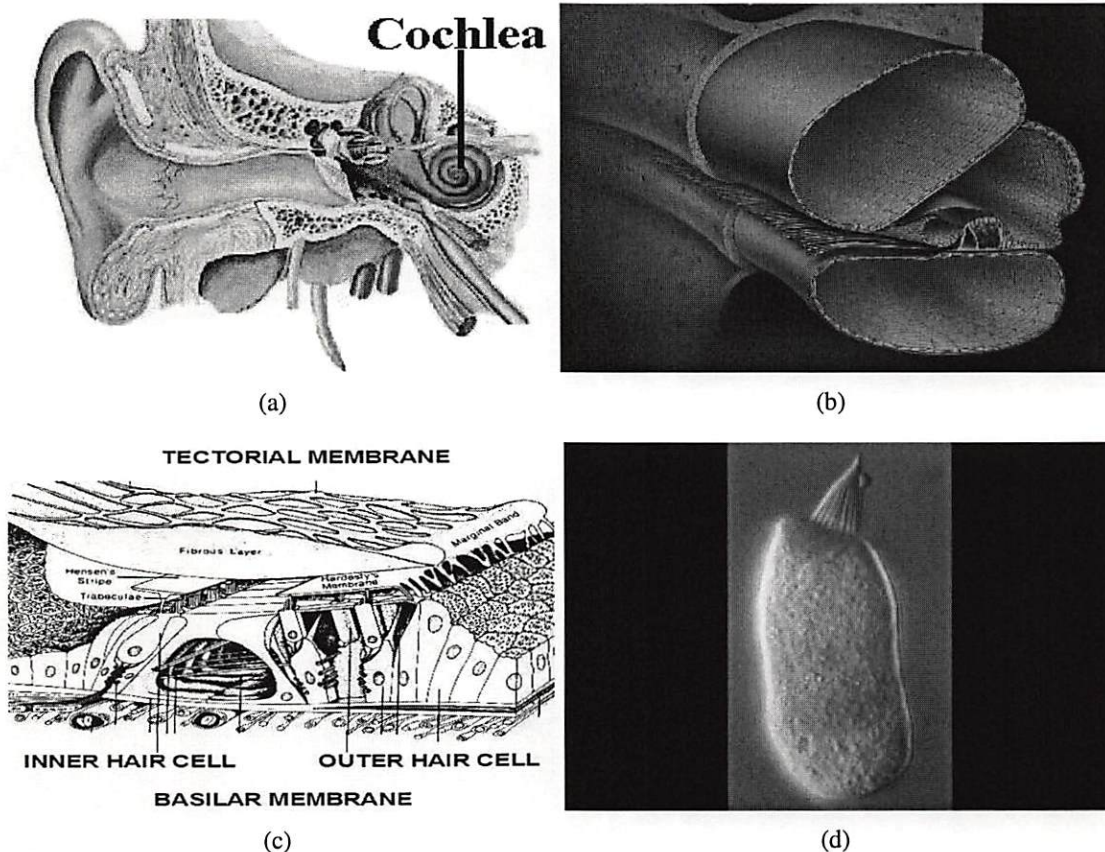 Cochlea
(a)
(b)
TECTORIAL MEMBRANE
Marginal Band
Fibrous Layer
Hensen's
Stripe
Hardesty's
Membrane
Trabeculae
INNER HAIR CELL
OUTER HAIR CELL
BASILAR MEMBRANE
(c)
(d)